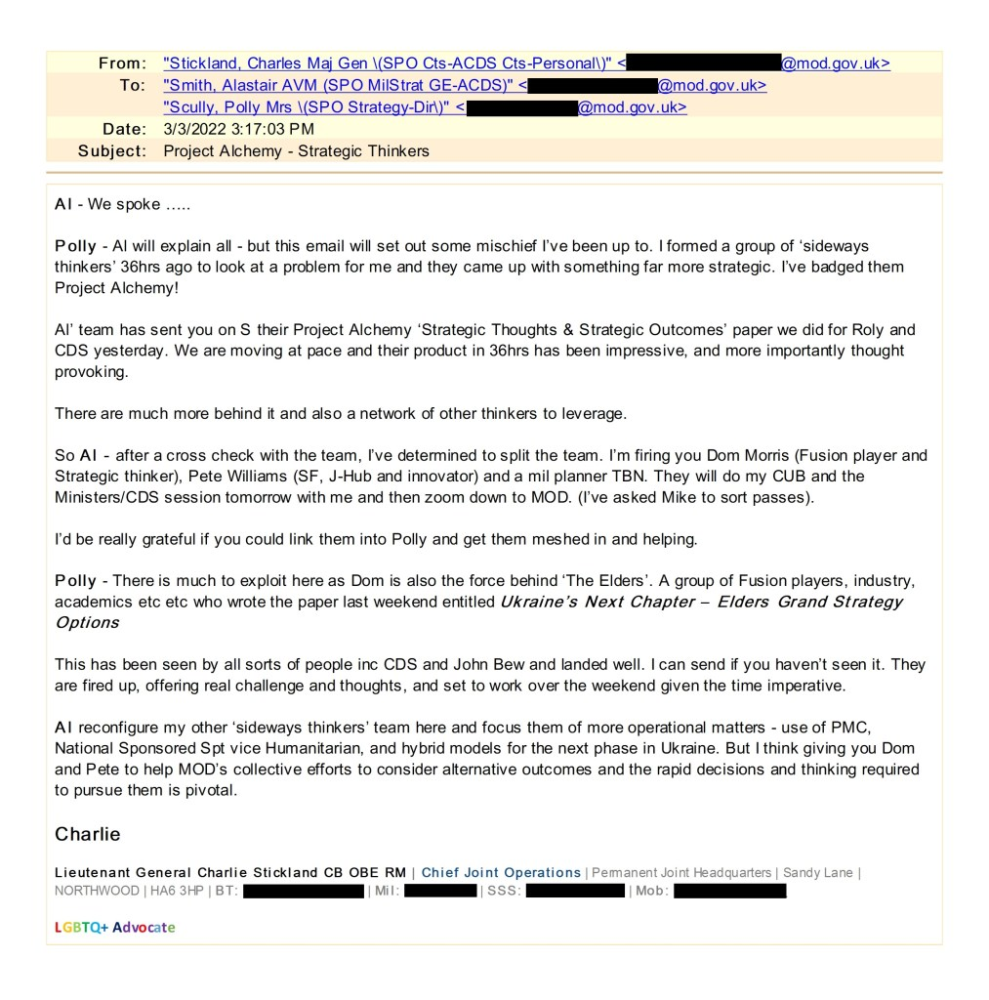 From: "Stickland, Charles Maj Gen \(SPO Cts-ACDS Cts-Personal\)" < @mod.gov.uk>
To: "Smith, Alastair AVM (SPO MilStrat GE-ACDS)" < @mod.gov.uk>
"Scully, Polly Mrs \(SPO Strategy-Dir\)" < @mod.gov.uk>
Date: 3/3/2022 3:17:03 PM
Subject: Project Alchemy - Strategic Thinkers
Al - We spoke .....
Polly - Al will explain all - but this email will set out some mischief I've been up to. I formed a group of 'sideways
thinkers' 36hrs ago to look at a problem for me and they came up with something far more strategic. I've badged them
Project Alchemy!
Al' team has sent you on S their Project Alchemy 'Strategic Thoughts & Strategic Outcomes' paper we did for Roly and
CDS yesterday. We are moving at pace and their product in 36hrs has been impressive, and more importantly thought
provoking.
There are much more behind it and also a network of other thinkers to leverage.
So Al - after a cross check with the team, I've determined to split the team. I'm firing you Dom Morris (Fusion player and
Strategic thinker), Pete Williams (SF, J-Hub and innovator) and a mil planner TBN. They will do my CUB and the
Ministers/CDS session tomorrow with me and then zoom down to MOD. (I've asked Mike to sort passes).
I'd be really grateful if you could link them into Polly and get them meshed in and helping.
Polly - There is much to exploit here as Dom is also the force behind 'The Elders'. A group of Fusion players, industry,
academics etc etc who wrote the paper last weekend entitled Ukraine's Next Chapter – Elders Grand Strategy
Options
This has been seen by all sorts of people inc CDS and John Bew and landed well. I can send if you haven't seen it. They
are fired up, offering real challenge and thoughts, and set to work over the weekend given the time imperative.
Al reconfigure my other 'sideways thinkers' team here and focus them of more operational matters - use of PMC,
National Sponsored Spt vice Humanitarian, and hybrid models for the next phase in Ukraine. But I think giving you Dom
and Pete to help MOD's collective efforts to consider alternative outcomes and the rapid decisions and thinking required
to pursue them is pivotal.
Charlie
Lieutenant General Charlie Stickland CB OBE RM | Chief Joint Operations | Permanent Joint Headquarters | Sandy Lane |
NORTHWOOD | HA6 3HP | BT: | Mil: | SSS: | Mob:
LGBTQ+ Advocate